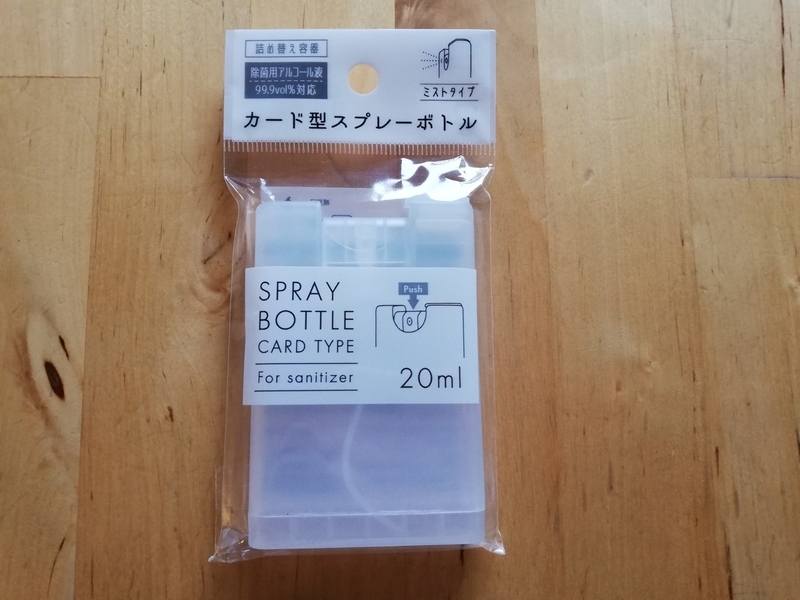 詰め替え容器
除菌用アルコール液
99.9vol%対応
ミストタイプ
カード型スプレーボトル
SPRAY
BOTTLE
CARD TYPE
For sanitizer
Push
20ml